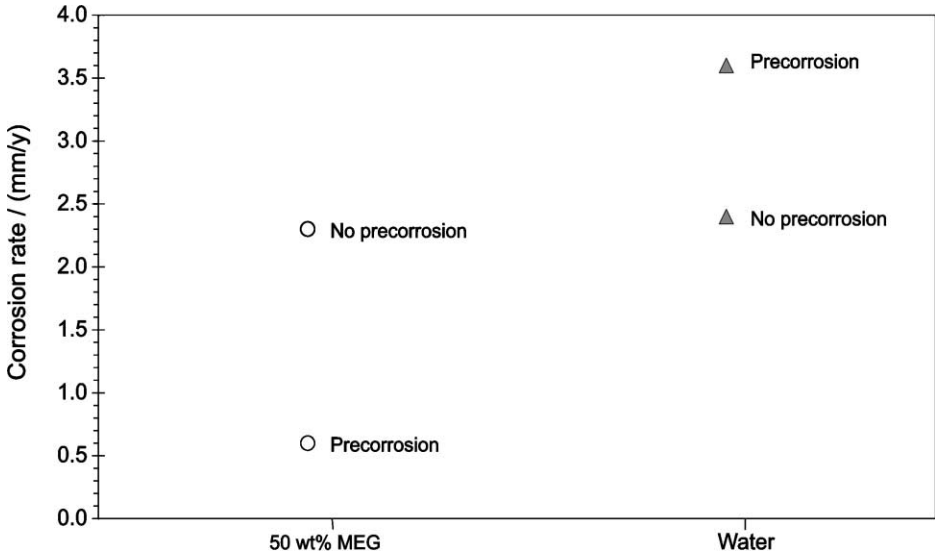 Corrosion rate / (mm/y)
4.0
3.5
3.0
2.5
2.0
1.5
1.0
0.5
0.0
Precorrosion
No precorrosion
No precorrosion
Precorrosion
50 wt% MEG
Water